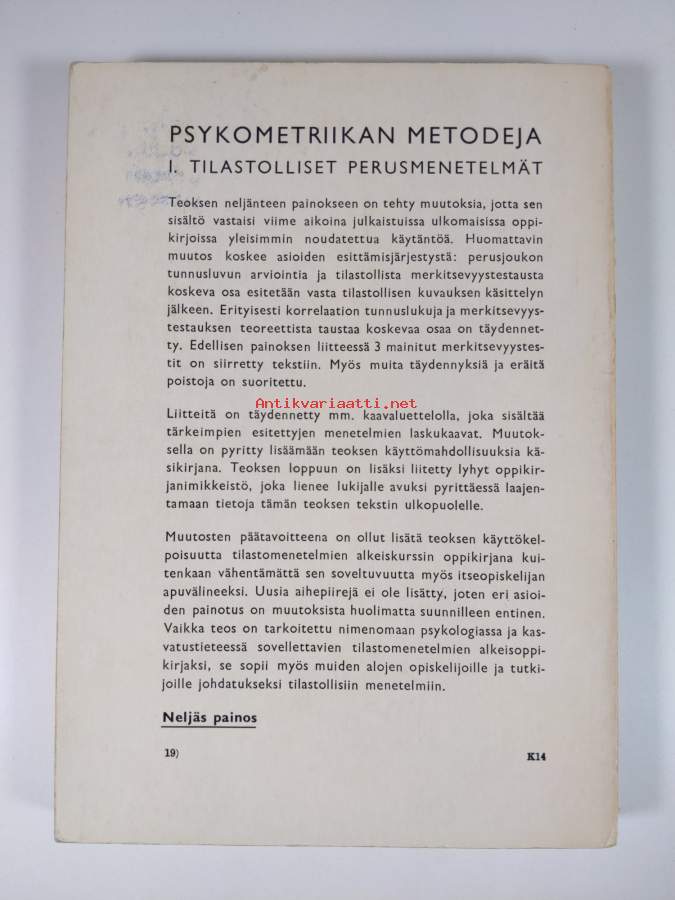 PSYKOMETRIIKAN METODEJA
I. TILASTOLLISET PERUSMENETELMÄT
Teoksen neljänteen painokseen on tehty muutoksia, jotta sen
sisältö vastaisi viime aikoina julkaistuissa ulkomaisissa oppi-
kirjoissa yleisimmin noudatettua käytäntöä. Huomattavin
muutos koskee asioiden esittämisjärjestystä: perusjoukon
tunnusluvun arviointia ja tilastollista merkitsevyystestausta
koskeva osa esitetään vasta tilastollisen kuvauksen käsittelyn
jälkeen. Erityisesti korrelaation tunnuslukuja ja merkitsevyys-
testauksen teoreettista taustaa koskevaa osaa on täydennet-
ty. Edellisen painoksen liitteessä 3 mainitut merkitsevyystes-
tit on siirretty tekstiin. Myös muita täydennyksiä ja eräitä
poistoja on suoritettu.
Antikvariaatti.net
Liitteitä on täydennetty mm. kaavaluettelolla, joka sisältää
tärkeimpien esitettyjen menetelmien laskukaavat. Muutok-
sella on pyritty lisäämään teoksen käyttömahdollisuuksia kä-
sikirjana. Teoksen loppuun on lisäksi liitetty lyhyt oppikir-
janimikkeistö, joka lienee lukijalle avuksi pyrittäessä laajen-
tamaan tietoja tämän teoksen tekstin ulkopuolelle.
Muutosten päätavoitteena on ollut lisätä teoksen käyttökel-
poisuutta tilastomenetelmien alkeiskurssin oppikirjana kui-
tenkaan vähentämättä sen soveltuvuutta myös itseopiskelijan
apuvälineeksi. Uusia aihepiirejä ei ole lisätty, joten eri asioi-
den painotus on muutoksista huolimatta suunnilleen entinen.
Vaikka teos on tarkoitettu nimenomaan psykologiassa ja kas-
vatustieteessä sovellettavien tilastomenetelmien alkeisoppi-
kirjaksi, se sopii myös muiden alojen opiskelijoille ja tutki-
joille johdatukseksi tilastollisiin menetelmiin.
Neljäs painos
19) K14